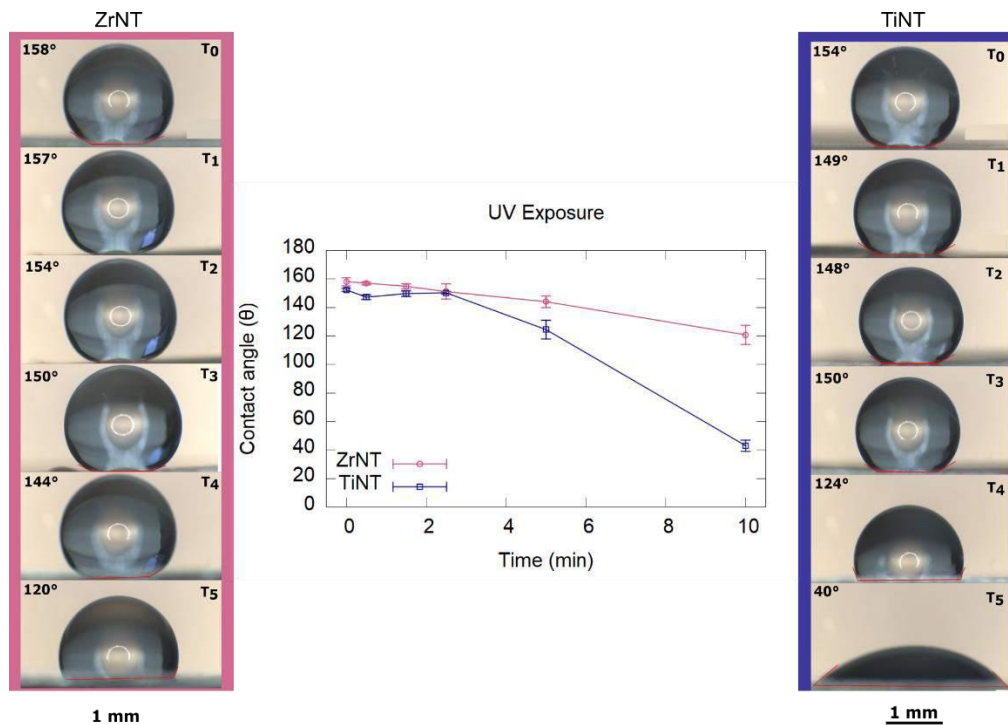 ZrNT
158°
T0
157°
T1
154°
T2
150°
T3
144°
T4
120°
T5
1 mm
UV Exposure
Contact angle (θ)
180
160
140
120
100
80
60
40
20
0
ZrNT
TiNT
0 2 4 6 8 10
Time (min)
TiNT
154°
T0
149°
T1
148°
T2
150°
T3
124°
T4
40°
T5
1 mm